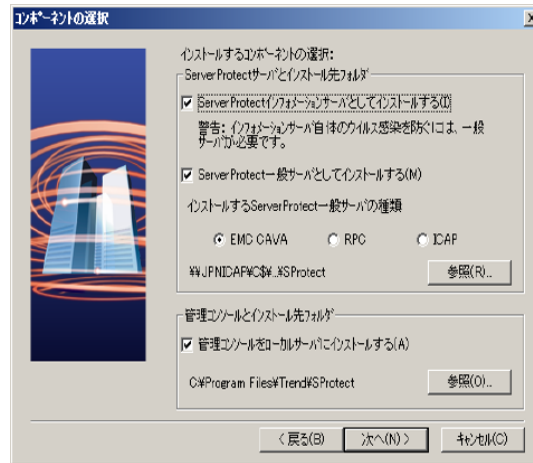 コンポーネントの選択
インストールするコンポーネントの選択:
ServerProtectサーバとインストール先フォルダ
ServerProtectインフォメーションサーバとしてインストールする(I)
警告: インフォメーションサーバ自体のウイルス感染を防ぐには、一般
サーバが必要です。
ServerProtect一般サーバとしてインストールする(M)
インストールするServerProtect一般サーバの種類
EMC CAVA RPC ICAP
¥¥JPNICAP¥C$¥..¥SProtect 参照(R)...
管理コンソールとインストール先フォルダ
管理コンソールをローカルサーバにインストールする(A)
C:¥Program Files¥Trend¥SProtect 参照(O)...
< 戻る(B) 次へ(N) > キャンセル(C)